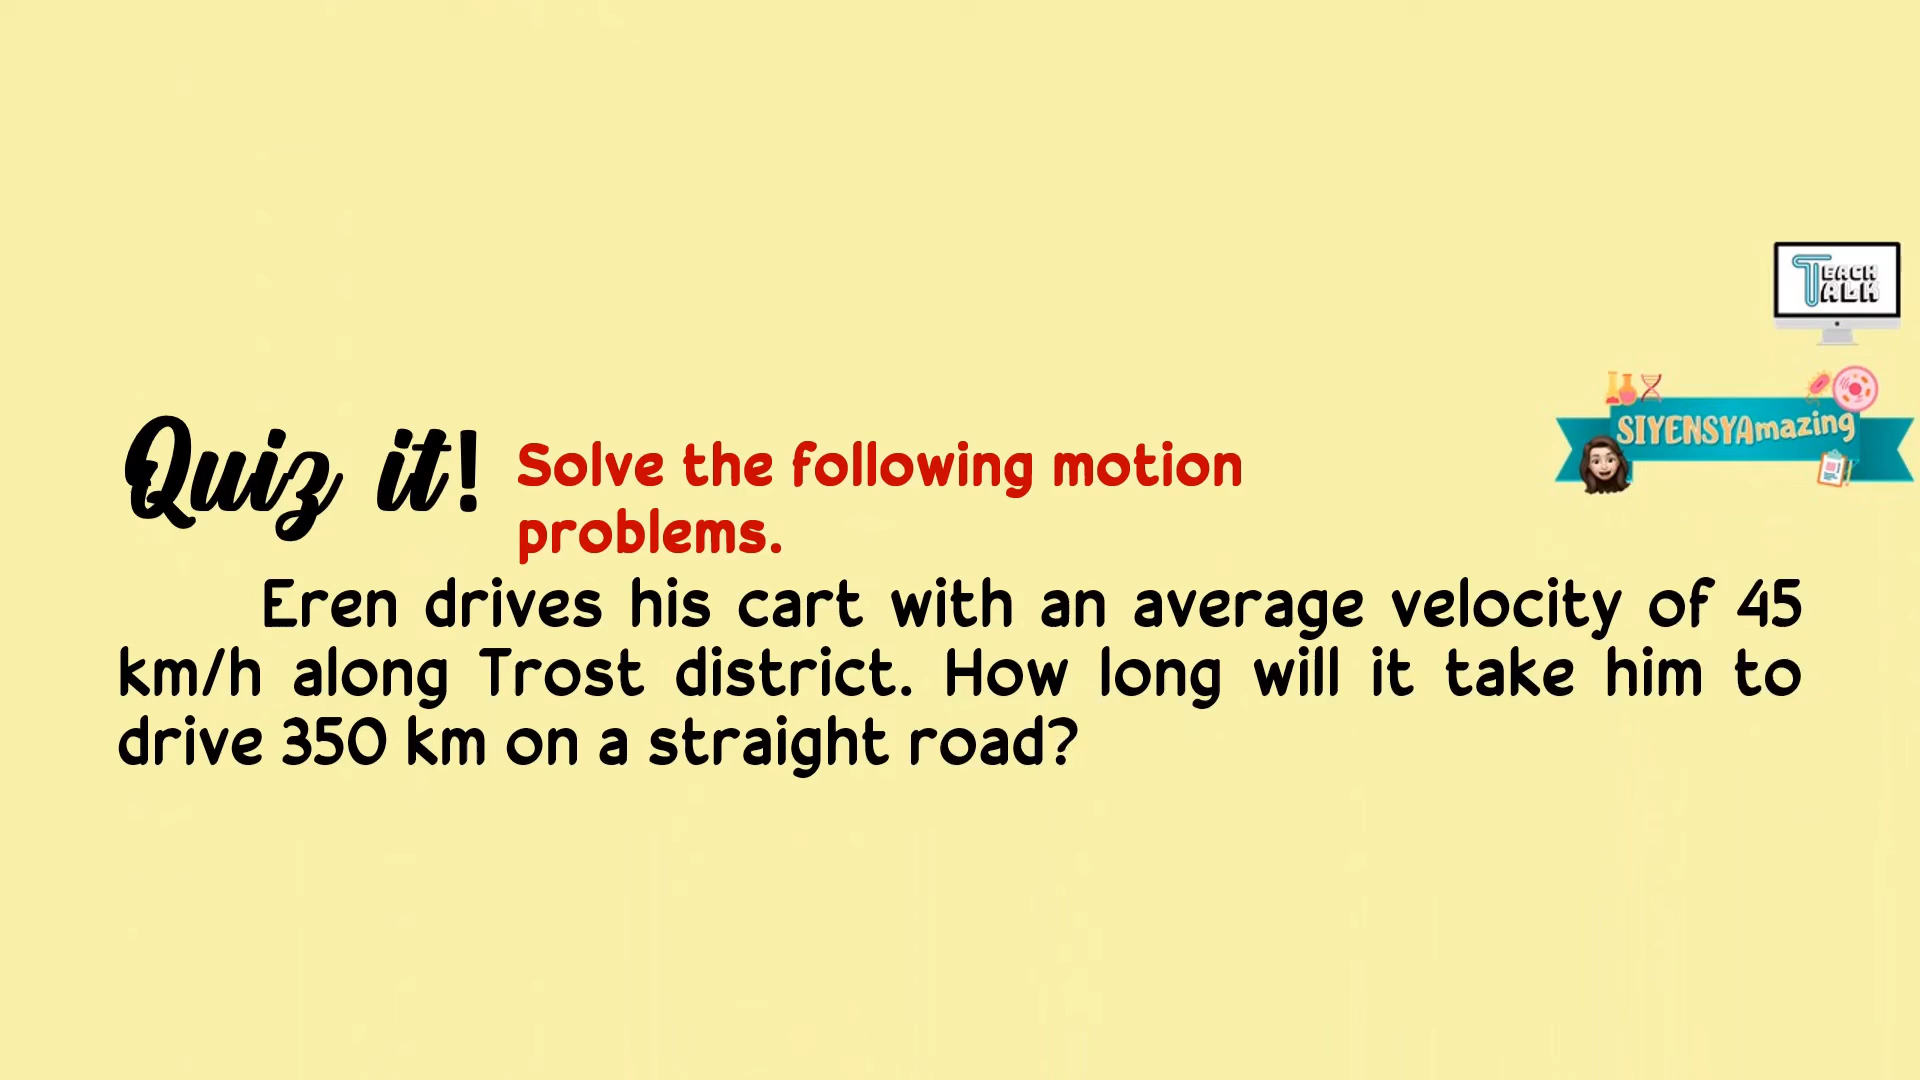 TEACH
TALK
SIYENSYAmazing
Quiz it! Solve the following motion
problems.
Eren drives his cart with an average velocity of 45
km/h along Trost district. How long will it take him to
drive 350 km on a straight road?